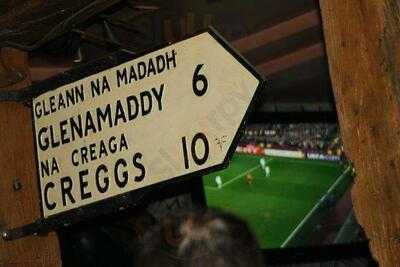 GLEANN NA MADADH
GLENAMADDY 6
NA CREAGA
CREGGS 10